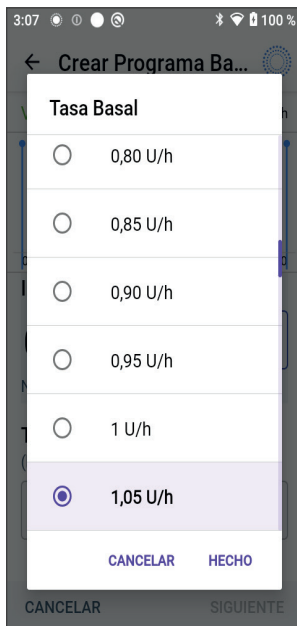 3:07 100 %
Crear Programa Ba...
Tasa Basal
0,80 U/h
0,85 U/h
0,90 U/h
0,95 U/h
1 U/h
1,05 U/h
CANCELAR HECHO
CANCELAR SIGUIENTE